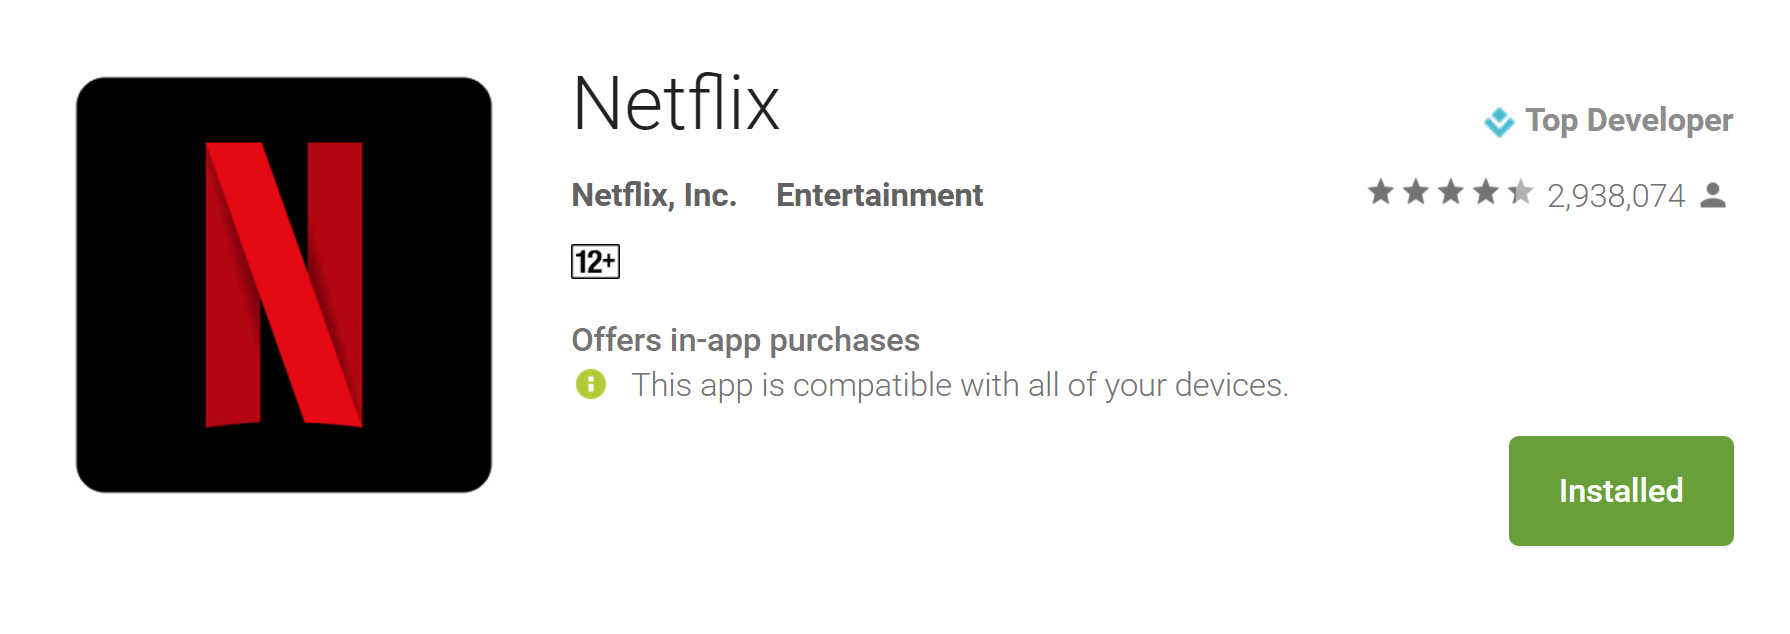 Netflix
Top Developer
Netflix, Inc. Entertainment
2,938,074
12+
Offers in-app purchases
This app is compatible with all of your devices.
Installed